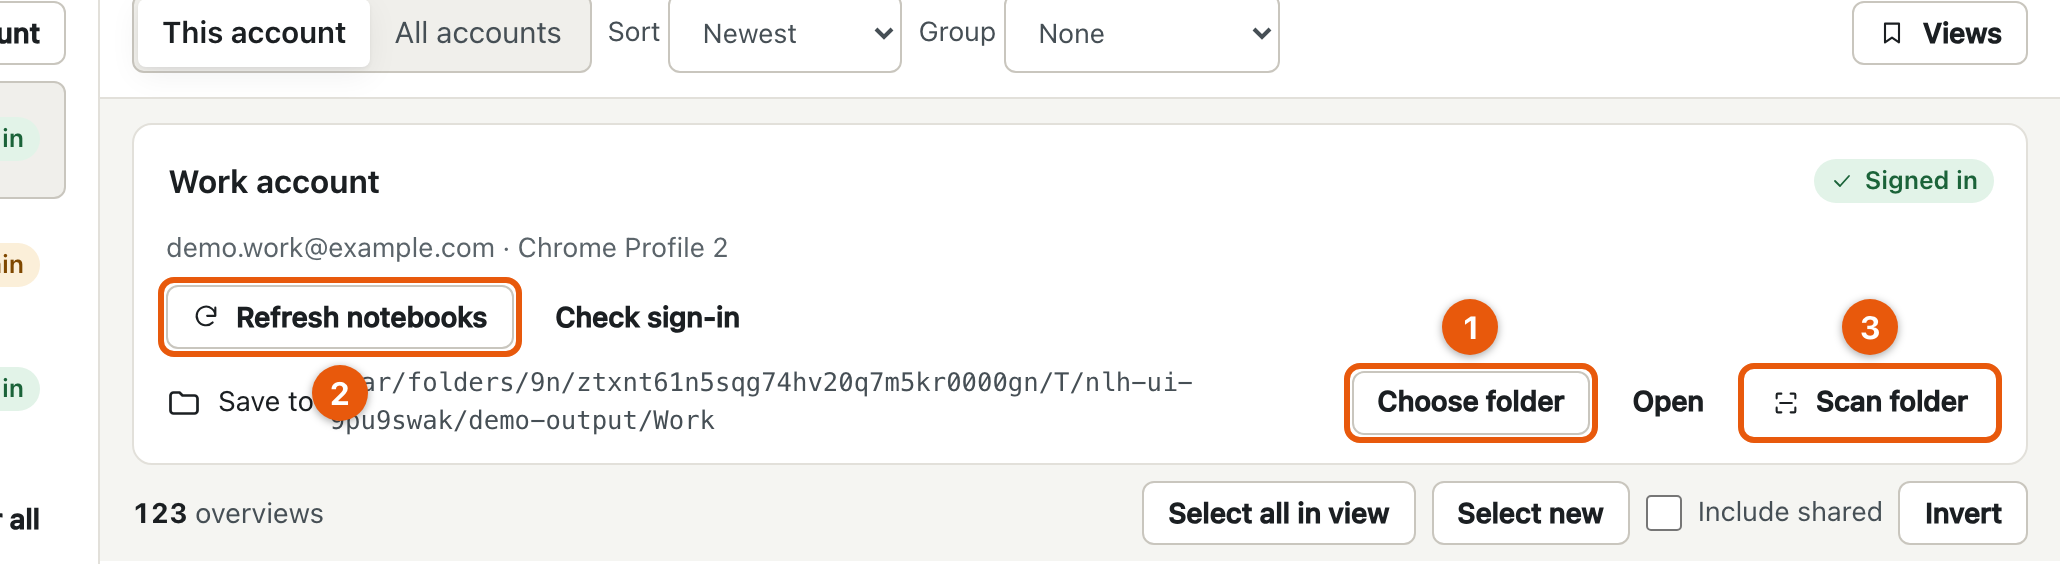 This account All accounts Sort Newest Group None Views
in
Work account Signed in
demo.work@example.com · Chrome Profile 2
in
Refresh notebooks Check sign-in 1 3
in
Save to 2 ar/folders/9n/ztxnt61n5sqg74hv20q7m5kr0000gn/T/nlh-ui-
9pu9swak/demo-output/Work
Choose folder Open Scan folder
all
123 overviews Select all in view Select new Include shared Invert